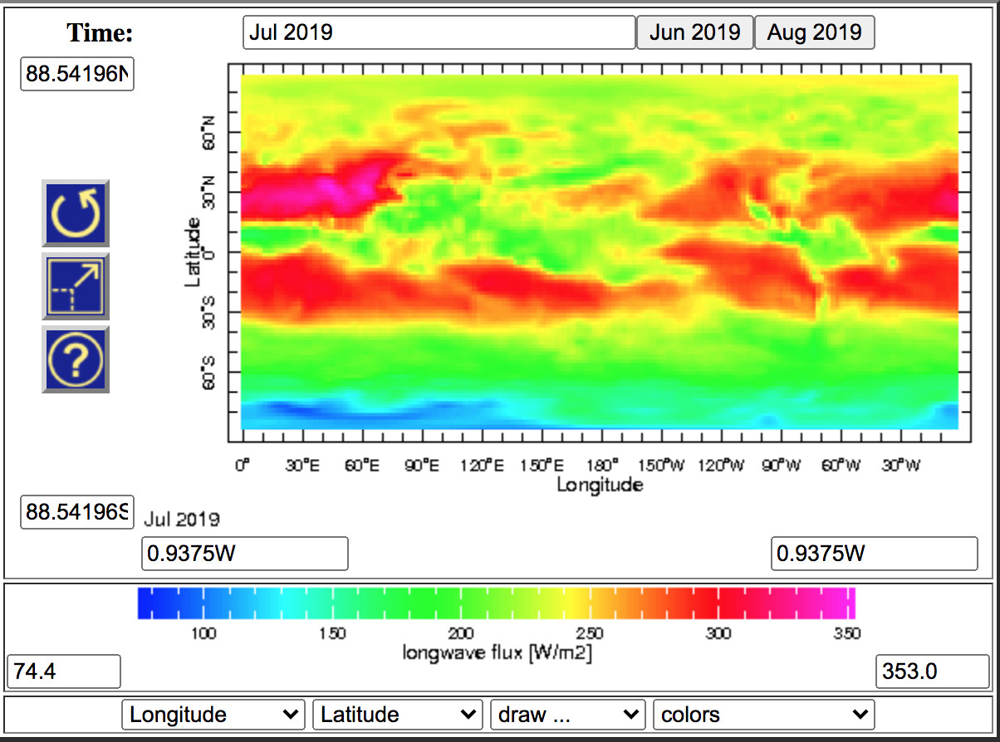 Time:
Jul 2019
Jun 2019
Aug 2019
88.54196N
60°N
30°N
0°
30°S
60°S
Latitude
?
0° 30°E 60°E 90°E 120°E 150°E 180° 150°W 120°W 90°W 60°W 30°W
Longitude
88.54196S
Jul 2019
0.9375W
0.9375W
100 150 200 250 300 350
longwave flux [W/m2]
74.4
353.0
Longitude
Latitude
draw ...
colors